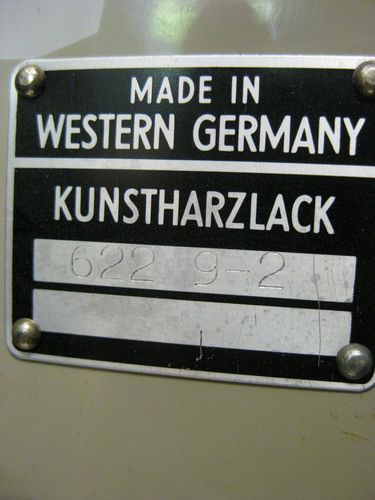 MADE IN
WESTERN GERMANY
KUNSTHARZLACK
622 9-2